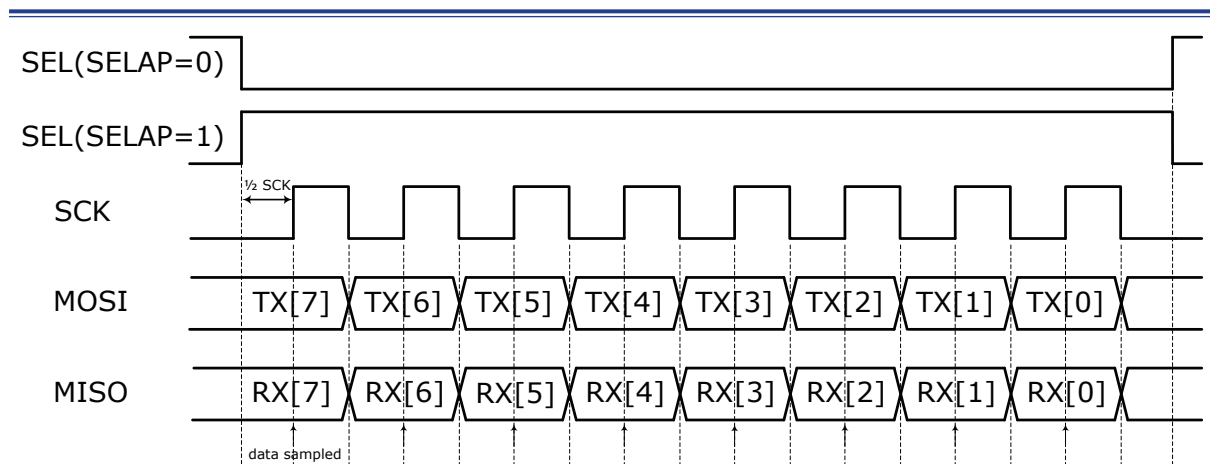 SEL(SELAP=0)
SEL(SELAP=1)
½ SCK
SCK
MOSI TX[7] TX[6] TX[5] TX[4] TX[3] TX[2] TX[1] TX[0]
MISO RX[7] RX[6] RX[5] RX[4] RX[3] RX[2] RX[1] RX[0]
data sampled